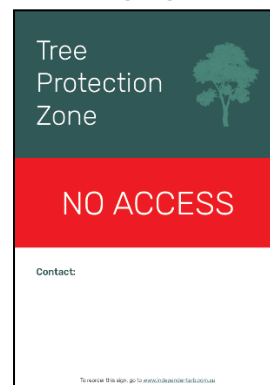 Tree
Protection
Zone
NO ACCESS
Contact:
To reorder this sign, go to www.independentarb.com.au